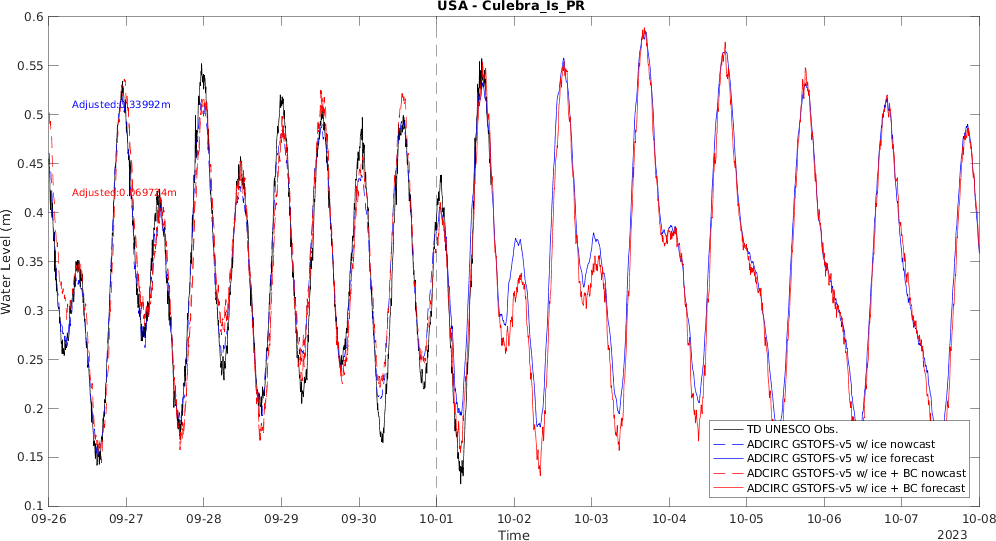 USA - Culebra_Is_PR
0.6
0.55
0.5
0.45
0.4
0.35
0.3
0.25
0.2
0.15
0.1
Water Level (m)
Adjusted:0.33992m
Adjusted:0.069734m
TD UNESCO Obs.
ADCIRC GSTOFS-v5 w/ ice nowcast
ADCIRC GSTOFS-v5 w/ ice forecast
ADCIRC GSTOFS-v5 w/ ice + BC nowcast
ADCIRC GSTOFS-v5 w/ ice + BC forecast
09-26 09-27 09-28 09-29 09-30 10-01 10-02 10-03 10-04 10-05 10-06 10-07 10-08
Time
2023